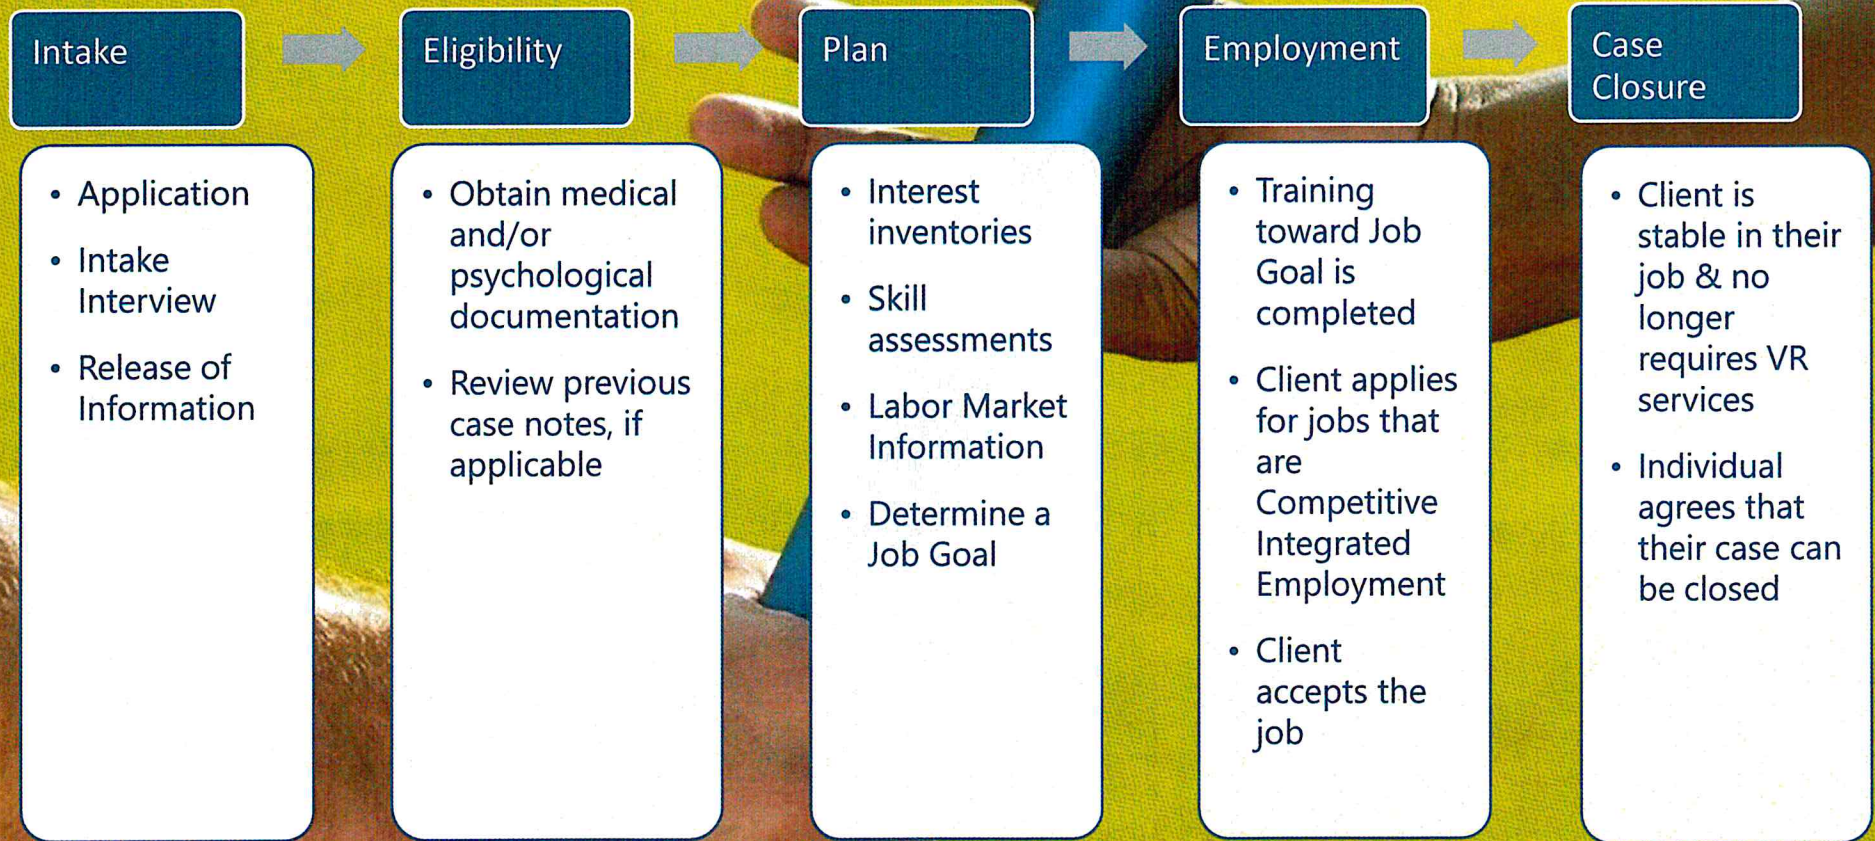 Intake
Eligibility
Plan
Employment
Case
Closure
• Application
• Intake
Interview
• Release of
Information
• Obtain medical
and/or
psychological
documentation
• Review previous
case notes, if
applicable
• Interest
inventories
• Skill
assessments
• Labor Market
Information
• Determine a
Job Goal
• Training
toward Job
Goal is
completed
• Client applies
for jobs that
are
Competitive
Integrated
Employment
• Client
accepts the
job
• Client is
stable in their
job & no
longer
requires VR
services
• Individual
agrees that
their case can
be closed